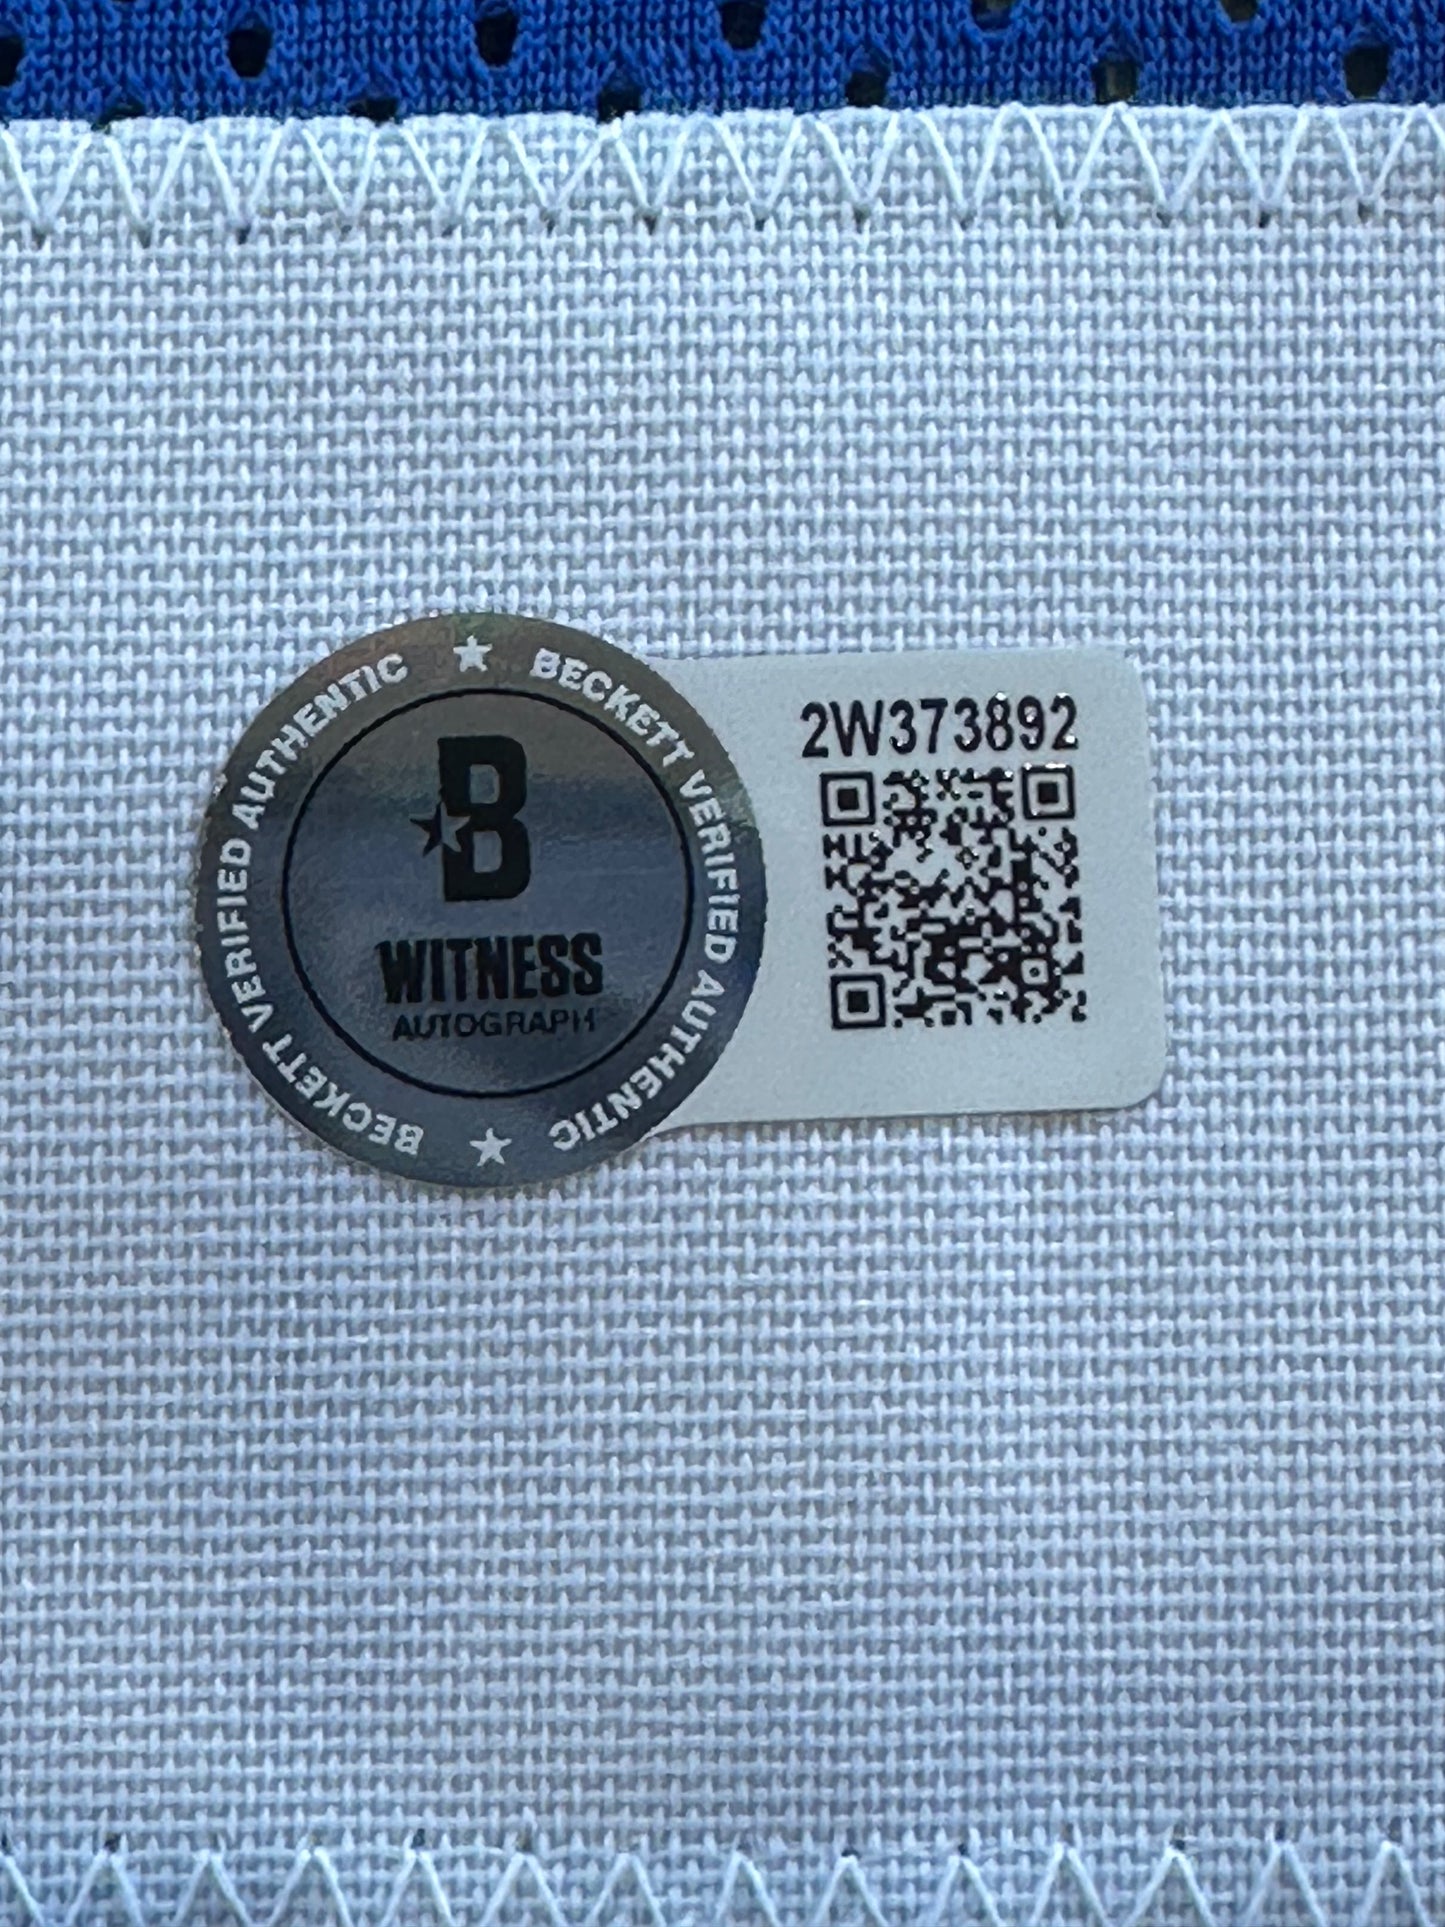 ★ BECKETT VERIFIED AUTHENTIC
★ BECKETT VERIFIED AUTHENTIC
B
WITNESS
AUTOGRAPH
2W373892